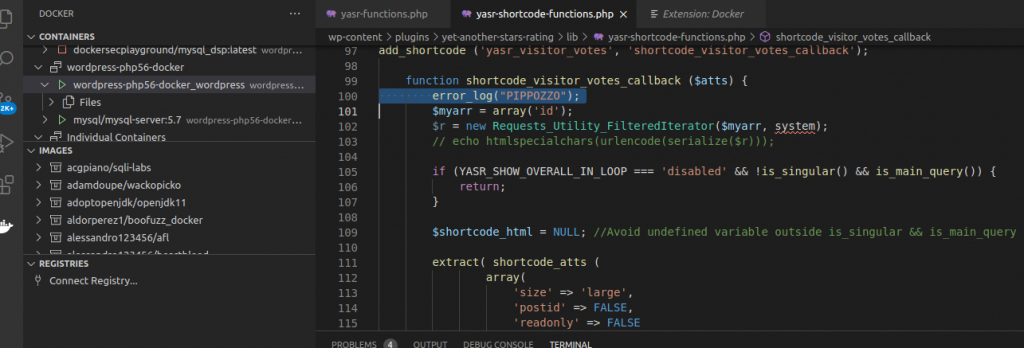 DOCKER
...
CONTAINERS
dockersecplayground/mysql_dsp:latest wordpr...
wordpress-php56-docker
wordpress-php56-docker_wordpress wordpress...
Files
mysql/mysql-server:5.7 wordpress-php56-docker...
Individual Containers
IMAGES
acgpiano/sqli-labs
adamdoupe/wackopicko
adoptopenjdk/openjdk11
aldorperez1/boofuzz_docker
alessandro123456/afl
REGISTRIES
Connect Registry...
2K+
yasr-functions.php
yasr-shortcode-functions.php
Extension: Docker
wp-content > plugins > yet-another-stars-rating > lib > yasr-shortcode-functions.php > shortcode_visitor_votes_callback
97 add_shortcode ('yasr_visitor_votes', 'shortcode_visitor_votes_callback');
98
99 function shortcode_visitor_votes_callback ($atts) {
100 error_log("PIPPOZZO");
101 $myarr = array('id');
102 $r = new Requests_Utility_FilteredIterator($myarr, system);
103 // echo htmlspecialchars(urlencode(serialize($r)));
104
105 if (YASR_SHOW_OVERALL_IN_LOOP === 'disabled' && !is_singular() && is_main_query()) {
106 return;
107 }
108
109 $shortcode_html = NULL; //Avoid undefined variable outside is_singular && is_main_query
110
111 extract( shortcode_atts (
112 array(
113 'size' => 'large',
114 'postid' => FALSE,
115 'readonly' => FALSE
PROBLEMS 4 OUTPUT DEBUG CONSOLE TERMINAL